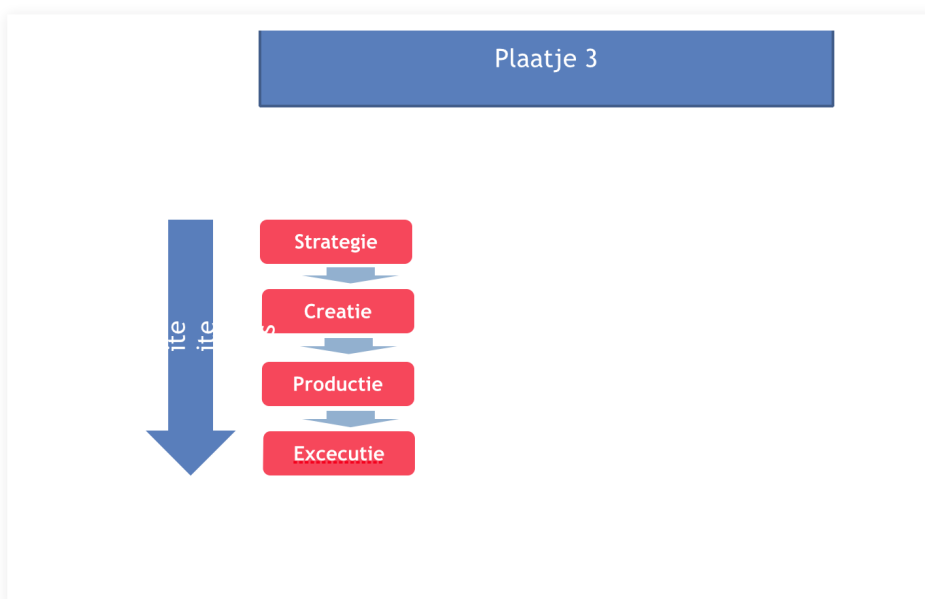 Plaatje 3
Strategie
Creatie
Productie
Excecutie